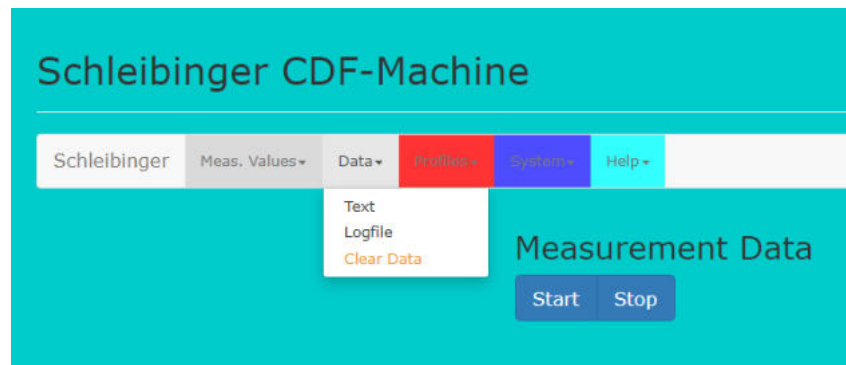 Schleibinger CDF-Machine
Schleibinger Meas. Values Data Profiles System Help
Text
Logfile
Clear Data
Measurement Data
Start Stop